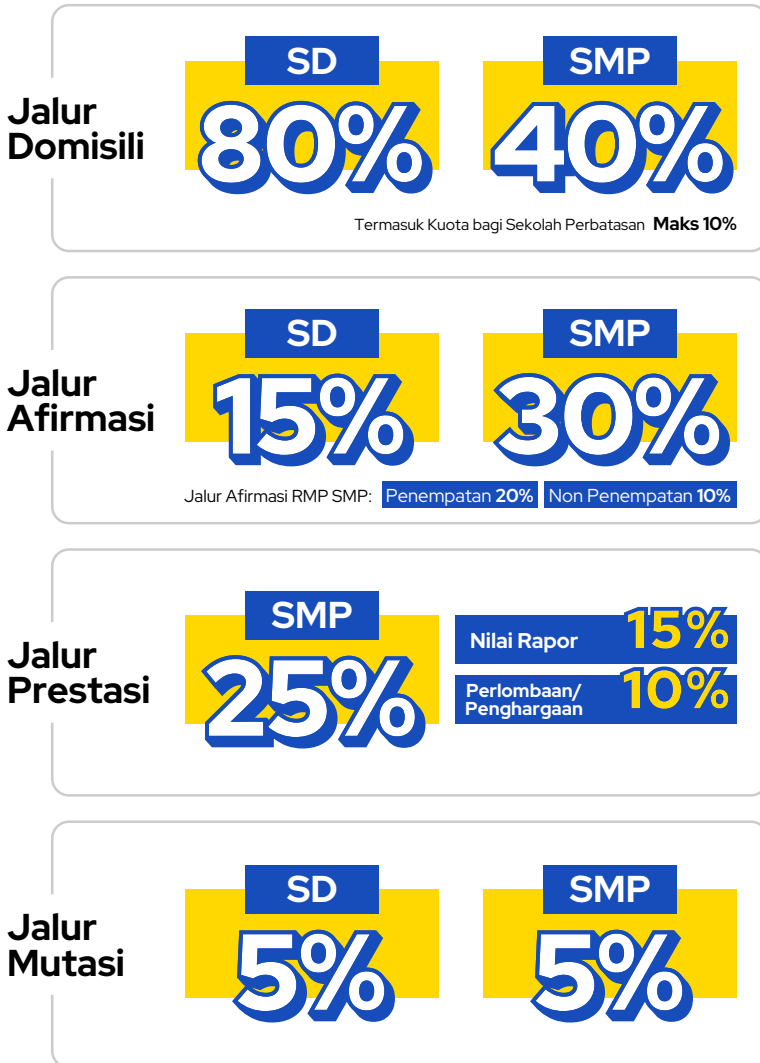 Jalur
Domisili
SD
80%
SMP
40%
Termasuk Kuota bagi Sekolah Perbatasan Maks 10%
Jalur
Afirmasi
SD
15%
SMP
30%
Jalur Afirmasi RMP SMP: Penempatan 20% Non Penempatan 10%
Jalur
Prestasi
SMP
25%
Nilai Rapor 15%
Perlombaan/
Penghargaan 10%
Jalur
Mutasi
SD
5%
SMP
5%